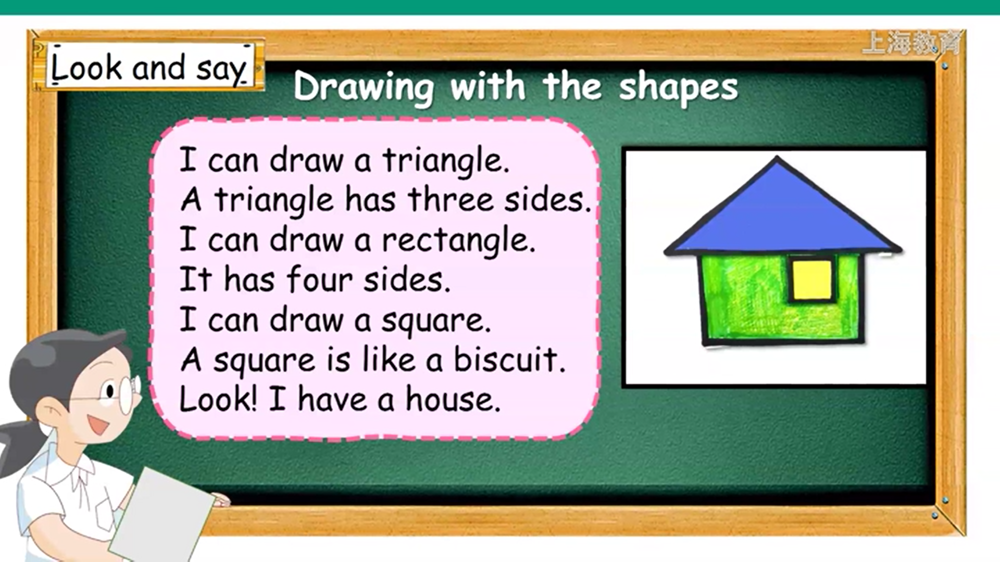 上海教育
Look and say
Drawing with the shapes
I can draw a triangle.
A triangle has three sides.
I can draw a rectangle.
It has four sides.
I can draw a square.
A square is like a biscuit.
Look! I have a house.